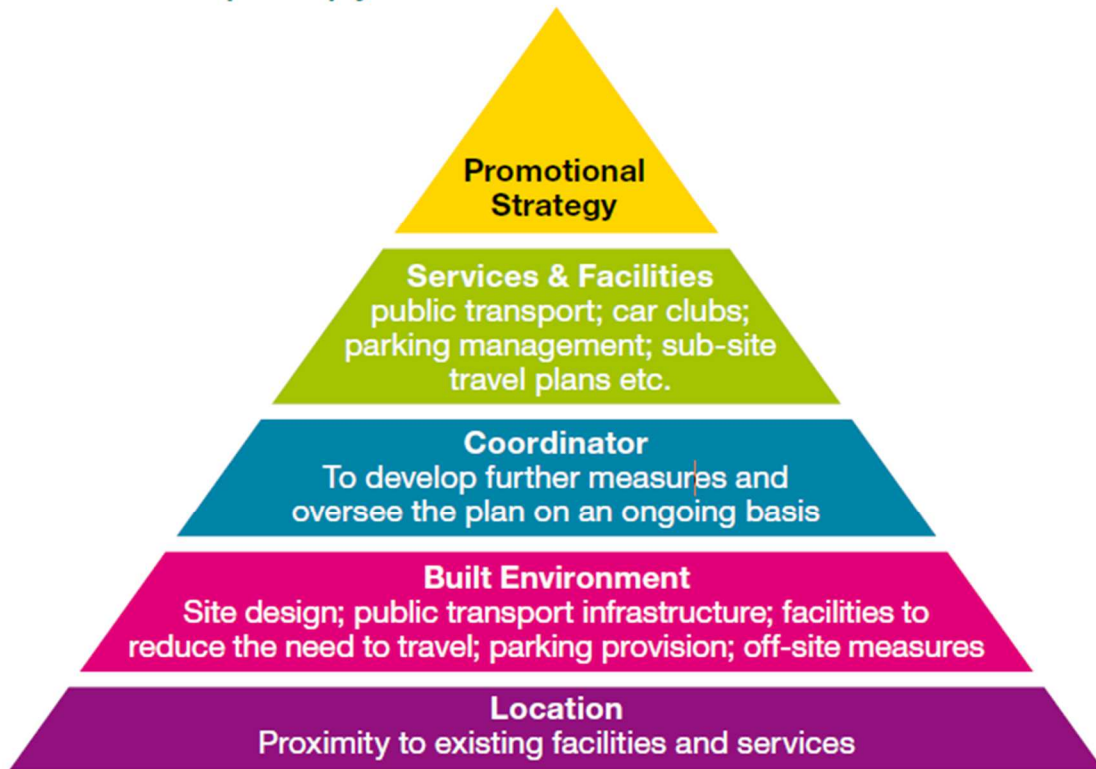 Promotional
Strategy
Services & Facilities
public transport; car clubs;
parking management; sub-site
travel plans etc.
Coordinator
To develop further measures and
oversee the plan on an ongoing basis
Built Environment
Site design; public transport infrastructure; facilities to
reduce the need to travel; parking provision; off-site measures
Location
Proximity to existing facilities and services